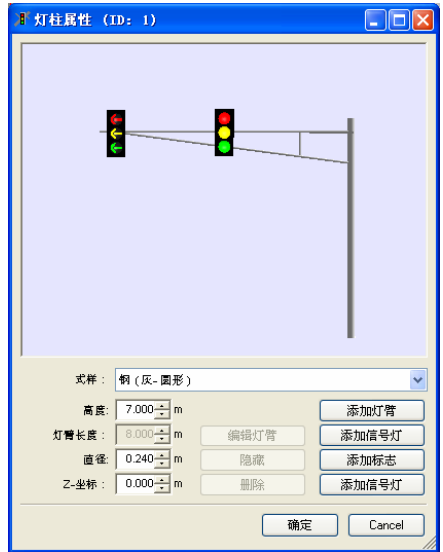 灯柱属性 (ID: 1)
式样: 钢(灰-圆形)
高度: 7.000 m 添加灯臂
灯臂长度: 8.000 m 编辑灯臂 添加信号灯
直径: 0.240 m 隐藏 添加标志
Z-坐标: 0.000 m 删除 添加信号灯
确定 Cancel